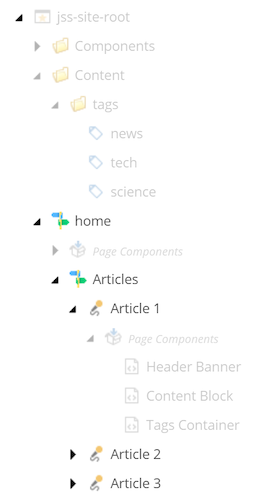 jss-site-root
Components
Content
tags
news
tech
science
home
Page Components
Articles
Article 1
Page Components
Header Banner
Content Block
Tags Container
Article 2
Article 3